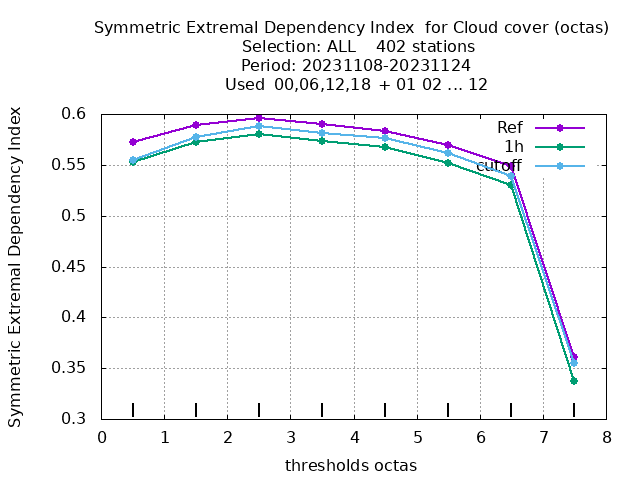 Symmetric Extremal Dependency Index for Cloud cover (octas)
Selection: ALL 402 stations
Period: 20231108-20231124
Used 00,06,12,18 + 01 02 ... 12
Symmetric Extremal Dependency Index
0.6
0.55
0.5
0.45
0.4
0.35
0.3
Ref
1h
cutoff
0 1 2 3 4 5 6 7 8
thresholds octas